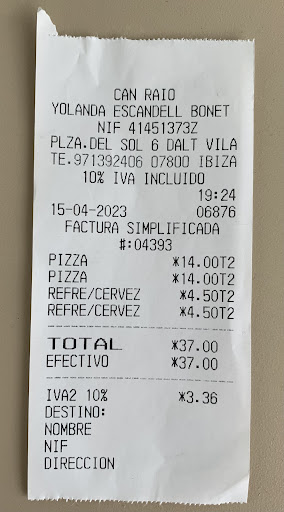 CAN RAIO
YOLANDA ESCANDELL BONET
NIF 41451373Z
PLZA.DEL SOL 6 DALT VILA
TE.971392406 07800 IBIZA
10% IVA INCLUIDO
19:24
15-04-2023 06876
FACTURA SIMPLIFICADA
#:04393
PIZZA *14.00T2
PIZZA *14.00T2
REFRE/CERVEZ *4.50T2
REFRE/CERVEZ *4.50T2
TOTAL *37.00
EFECTIVO *37.00
IVA2 10% *3.36
DESTINO:
NOMBRE
NIF
DIRECCION